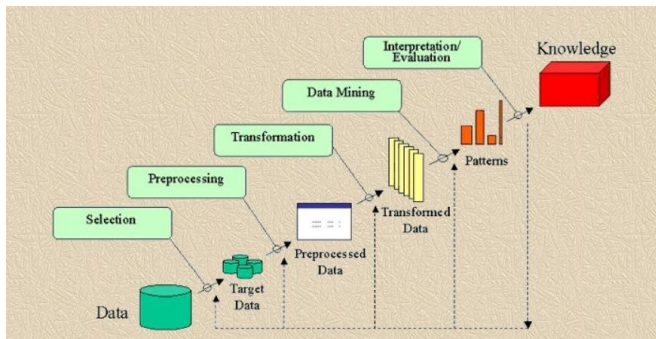 Interpretation/
Evaluation
Knowledge
Data Mining
Transformation
Patterns
Preprocessing
Transformed
Data
Selection
Preprocessed
Data
Target
Data
Data